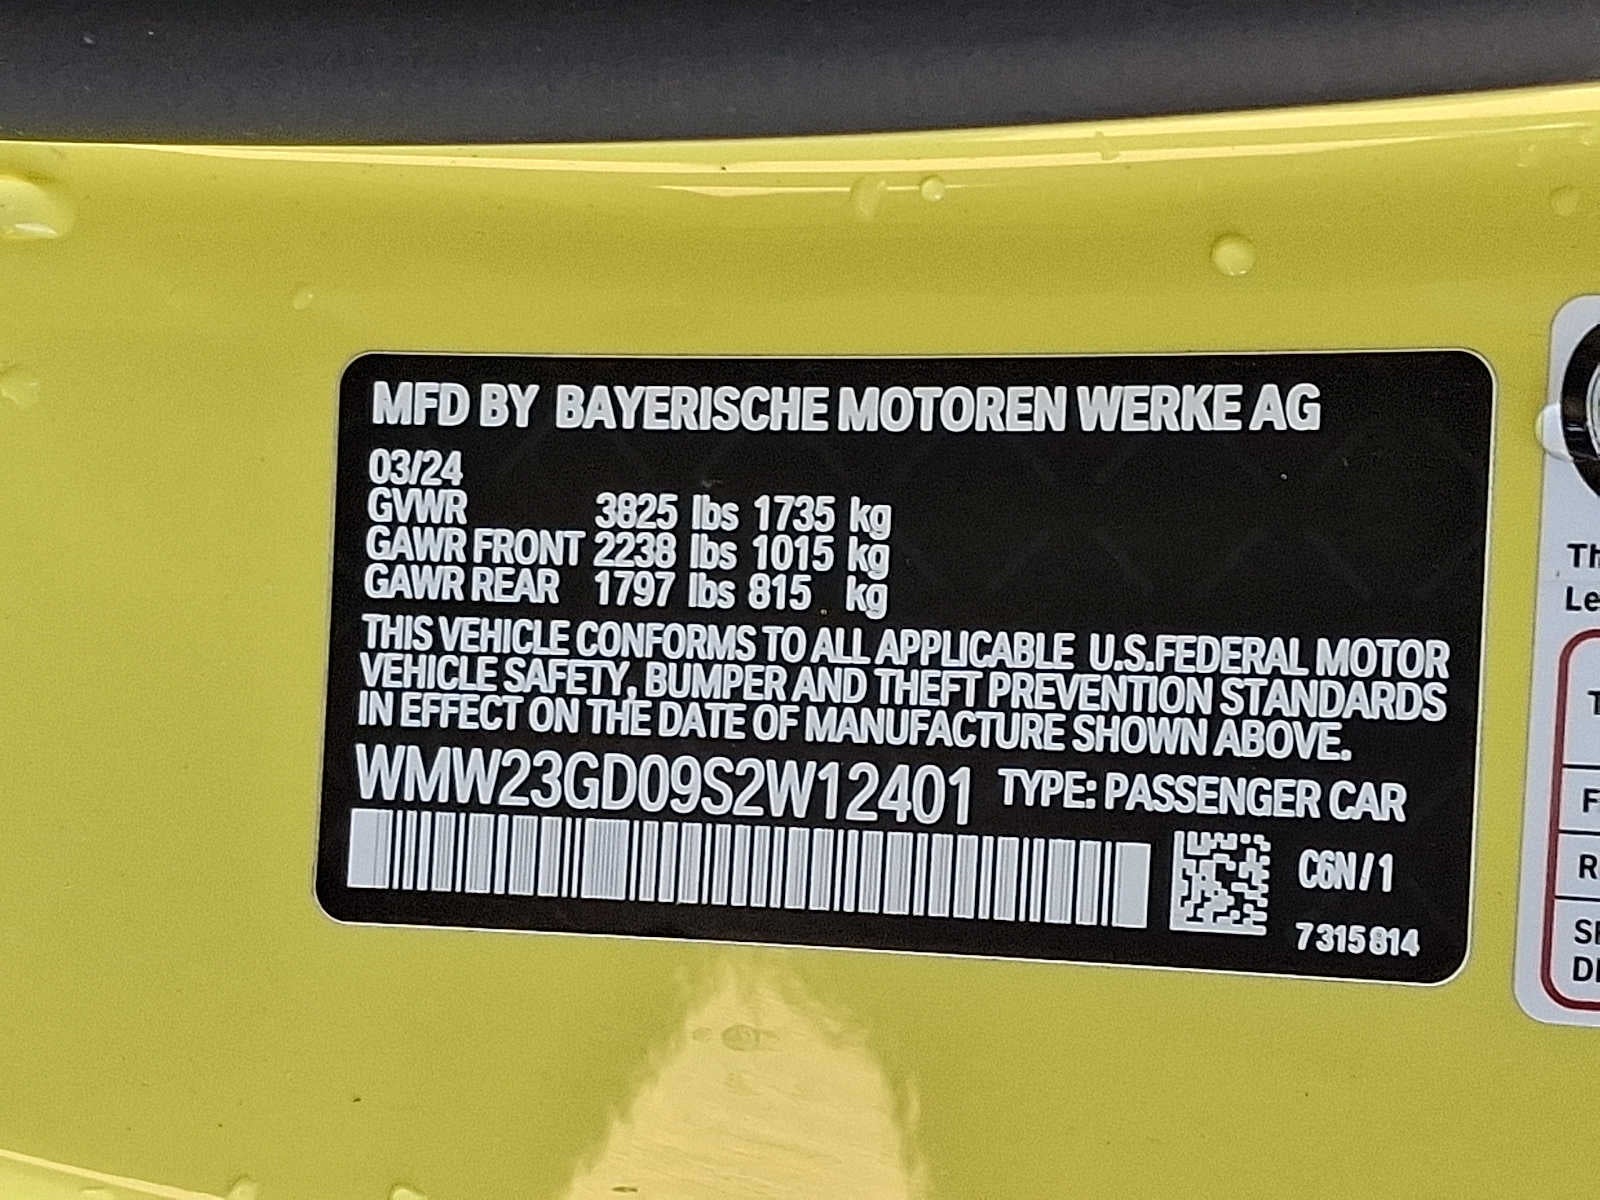 MFD BY BAYERISCHE MOTOREN WERKE AG
03/24
GVWR 3825 lbs 1735 kg
GAWR FRONT 2238 lbs 1015 kg
GAWR REAR 1797 lbs 815 kg
THIS VEHICLE CONFORMS TO ALL APPLICABLE U.S.FEDERAL MOTOR
VEHICLE SAFETY, BUMPER AND THEFT PREVENTION STANDARDS
IN EFFECT ON THE DATE OF MANUFACTURE SHOWN ABOVE.
WMW23GD09S2W12401 TYPE: PASSENGER CAR
C6N/1
7315814